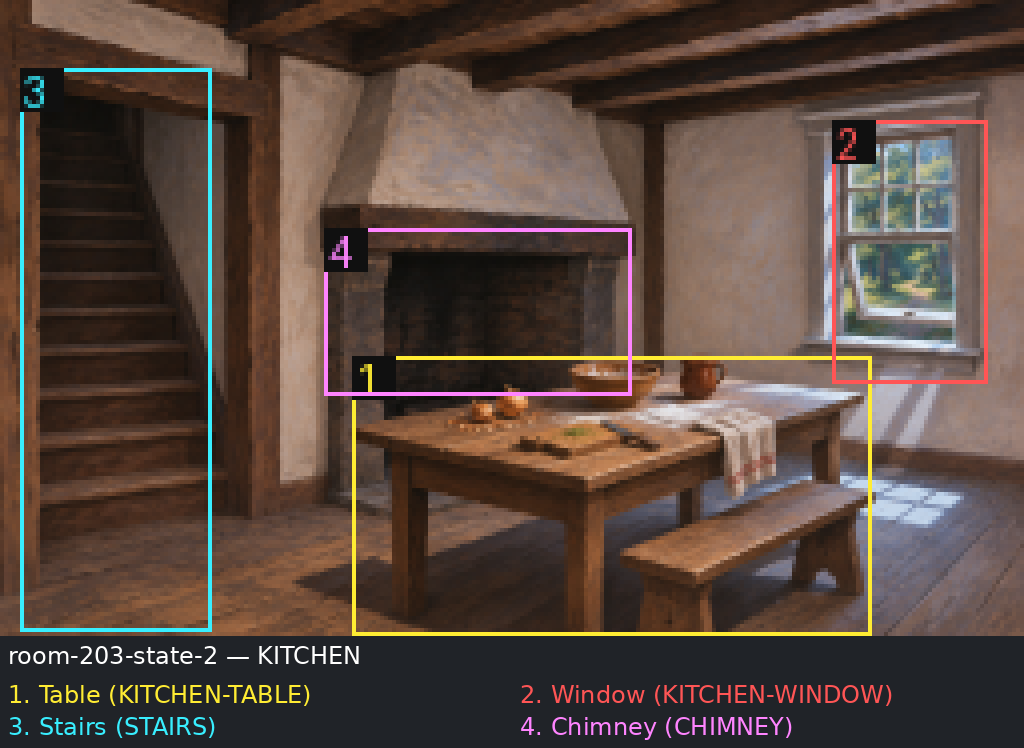 3
2
4
1
room-203-state-2 — KITCHEN
1. Table (KITCHEN-TABLE)
2. Window (KITCHEN-WINDOW)
3. Stairs (STAIRS)
4. Chimney (CHIMNEY)